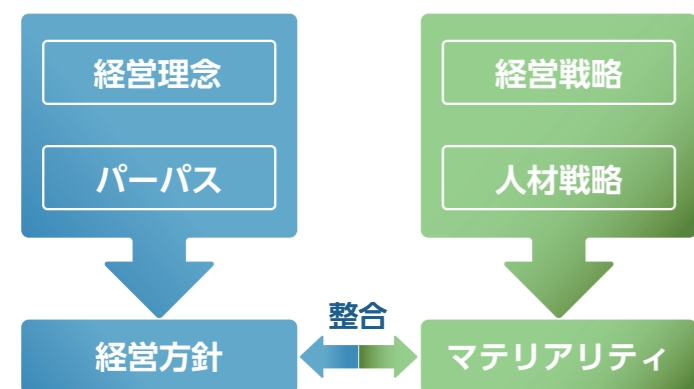 経営理念
パーパス
経営方針
経営戦略
人材戦略
マテリアリティ
整合